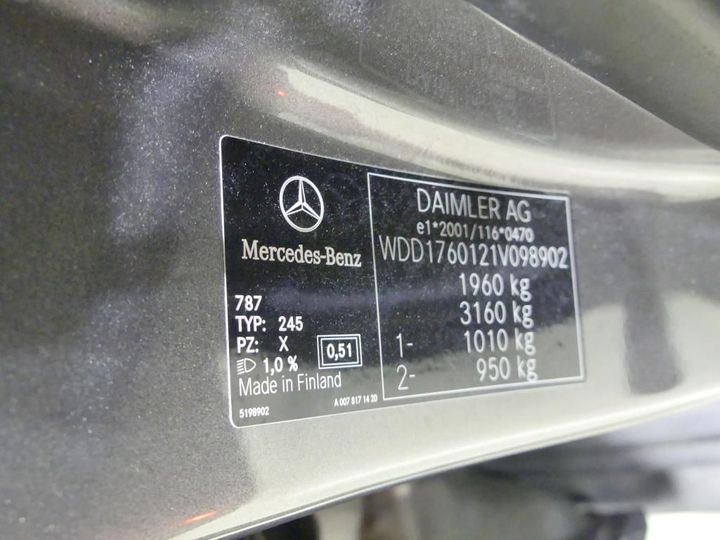 Mercedes-Benz
787
TYP: 245
PZ: X
1,0 %
0,51
Made in Finland
5198902
A 007 817 14 20
DAIMLER AG
e1*2001/116*0470
WDD1760121V098902
1960 kg
3160 kg
1- 1010 kg
2- 950 kg